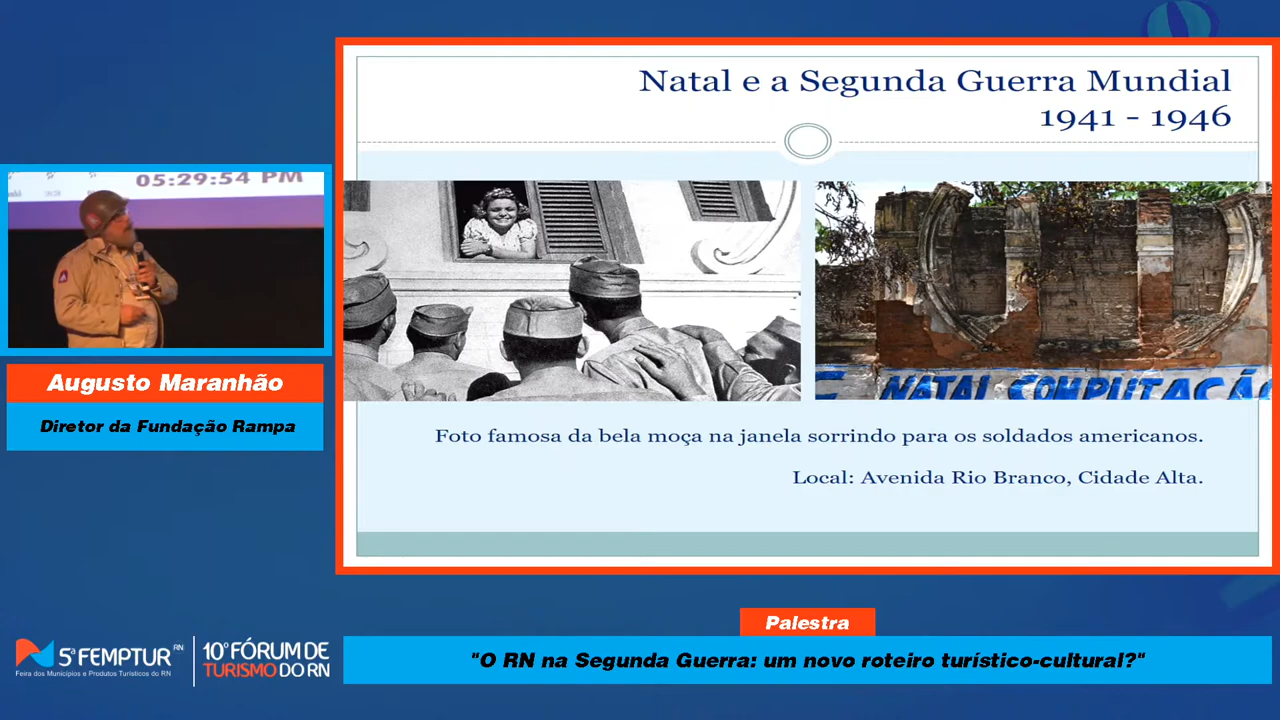 Natal e a Segunda Guerra Mundial
1941 - 1946
05:29:54 PM
NATAL COMPUTAÇÃO
Augusto Maranhão
Diretor da Fundação Rampa
Foto famosa da bela moça na janela sorrindo para os soldados americanos.
Local: Avenida Rio Branco, Cidade Alta.
Palestra
"O RN na Segunda Guerra: um novo roteiro turístico-cultural?"
5ª FEMPTUR RN
Feira dos Municípios e Produtos Turísticos do RN
10º FÓRUM DE
TURISMO DO RN